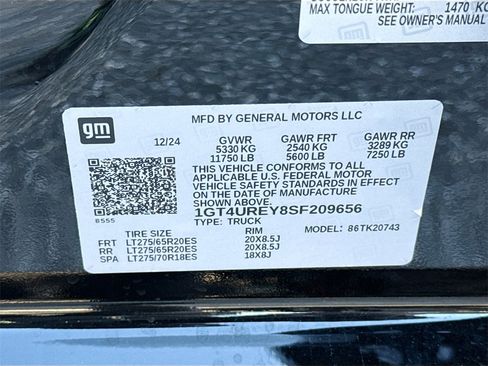 MAX TONGUE WEIGHT: 1470 KG
SEE OWNER'S MANUAL
gm
MFD BY GENERAL MOTORS LLC
12/24 GVWR GAWR FRT GAWR RR
5330 KG 2540 KG 3289 KG
11750 LB 5600 LB 7250 LB
THIS VEHICLE CONFORMS TO ALL
APPLICABLE U.S. FEDERAL MOTOR
VEHICLE SAFETY STANDARDS IN EFFECT
ON THE DATE OF MANUFACTURE
SHOWN ABOVE.
1GT4UREY8SF209656
8555 TYPE: TRUCK
TIRE SIZE RIM MODEL: 86TK20743
FRT LT275/65R20ES 20X8.5J
RR LT275/65R20ES 20X8.5J
SPA LT275/70R18ES 18X8J